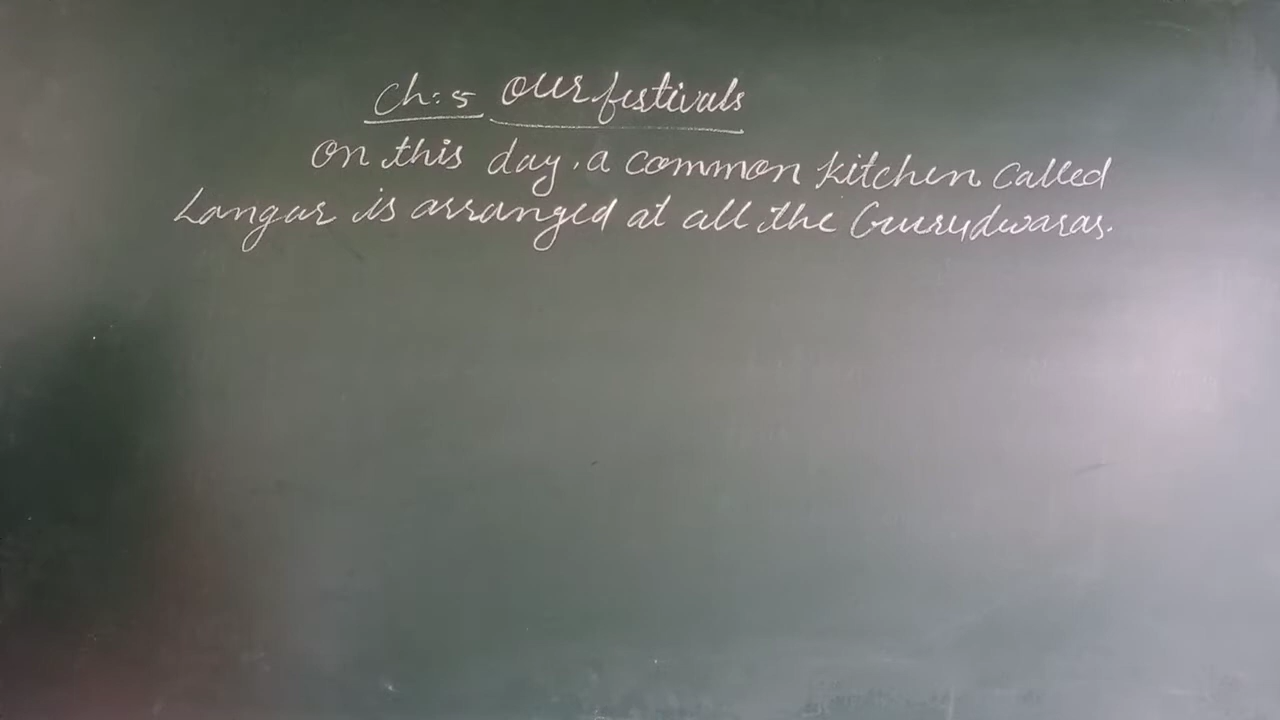 Ch:5 Our festivals
On this day, a common kitchen called
Langar is arranged at all the Gurudwaras.